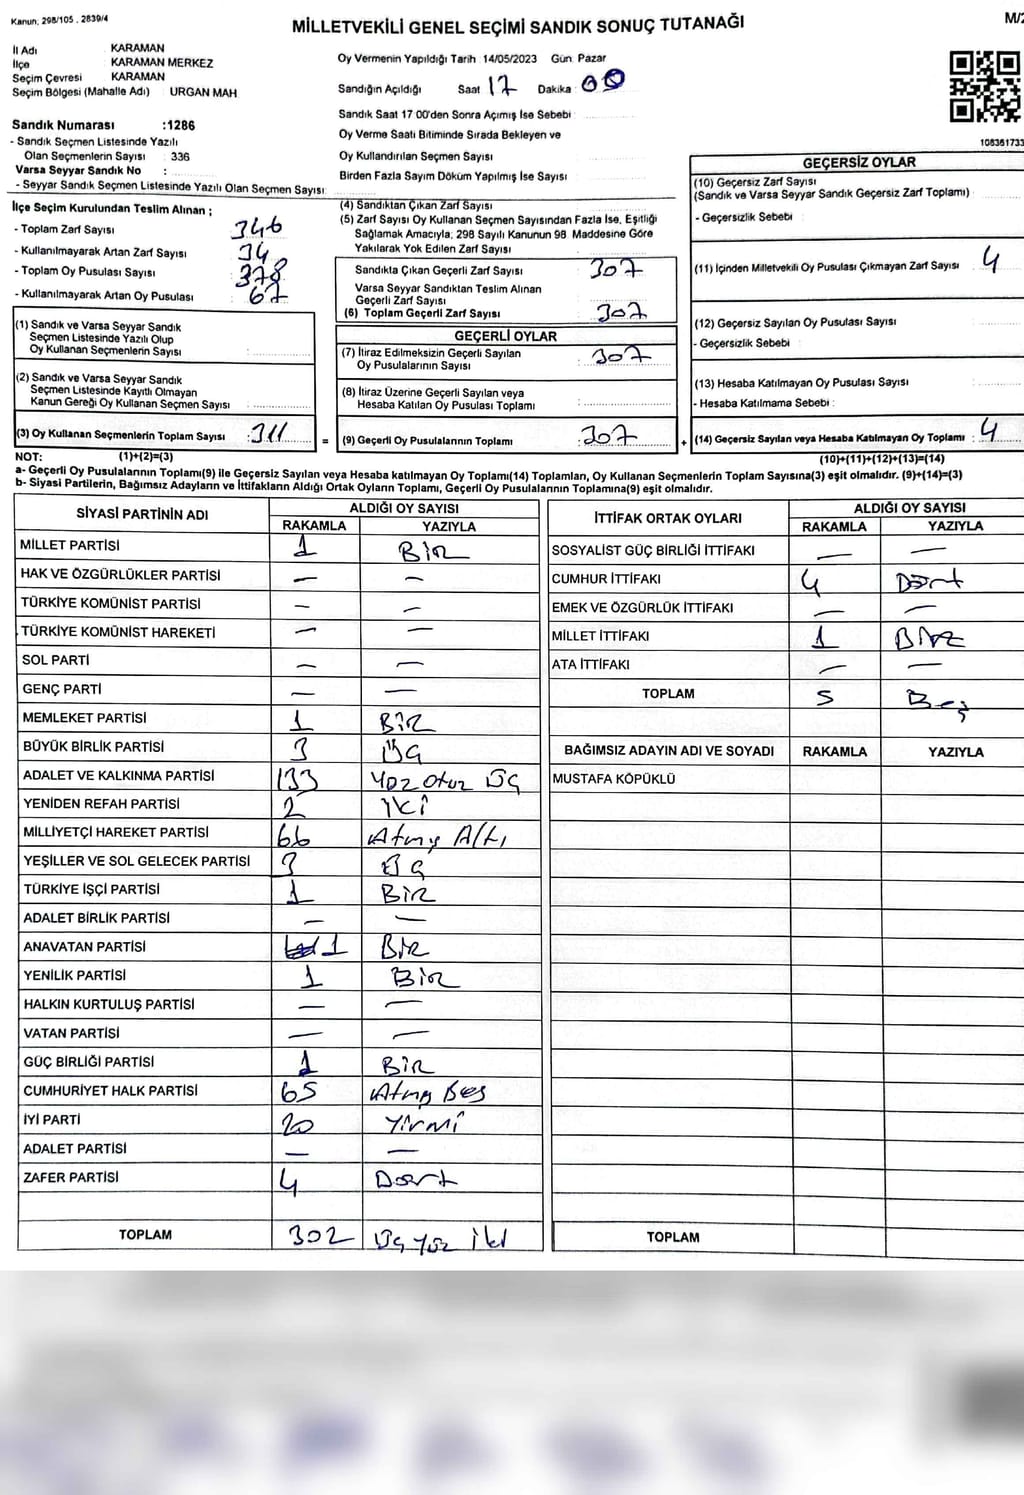 Kanun; 298/105 , 2839/4
MİLLETVEKİLİ GENEL SEÇİMİ SANDIK SONUÇ TUTANAĞI
M/2
İl Adı KARAMAN
İlçe KARAMAN MERKEZ
Seçim Çevresi KARAMAN
Seçim Bölgesi (Mahalle Adı) URGAN MAH
Sandık Numarası :1286
- Sandık Seçmen Listesinde Yazılı
Olan Seçmenlerin Sayısı : 336
Varsa Seyyar Sandık No :
- Seyyar Sandık Seçmen Listesinde Yazılı Olan Seçmen Sayısı:
Oy Vermenin Yapıldığı Tarih :14/05/2023 Gün: Pazar
Sandığın Açıldığı Saat 17 Dakika : 00
Sandık Saat 17 00'den Sonra Açımış İse Sebebi :
Oy Verme Saati Bitiminde Sırada Bekleyen ve
Oy Kullandırılan Seçmen Sayısı
Birden Fazla Sayım Döküm Yapılmış İse Sayısı :
108361733
İlçe Seçim Kurulundan Teslim Alınan ;
- Toplam Zarf Sayısı : 346
- Kullanılmayarak Artan Zarf Sayısı : 34
- Toplam Oy Pusulası Sayısı : 378
- Kullanılmayarak Artan Oy Pusulası : 67
(1) Sandık ve Varsa Seyyar Sandık
Seçmen Listesinde Yazılı Olup
Oy Kullanan Seçmenlerin Sayısı :
(2) Sandık ve Varsa Seyyar Sandık
Seçmen Listesinde Kayıtlı Olmayan
Kanun Gereği Oy Kullanan Seçmen Sayısı :
(3) Oy Kullanan Seçmenlerin Toplam Sayısı : 311
(4) Sandıktan Çıkan Zarf Sayısı
(5) Zarf Sayısı Oy Kullanan Seçmen Sayısından Fazla İse, Eşitliği
Sağlamak Amacıyla; 298 Sayılı Kanunun 98. Maddesine Göre
Yakılarak Yok Edilen Zarf Sayısı
Sandıkta Çıkan Geçerli Zarf Sayısı : 307
Varsa Seyyar Sandıktan Teslim Alınan
Geçerli Zarf Sayısı
(6) Toplam Geçerli Zarf Sayısı : 307
GEÇERLİ OYLAR
(7) İtiraz Edilmeksizin Geçerli Sayılan
Oy Pusulalarının Sayısı : 307
(8) İtiraz Üzerine Geçerli Sayılan veya
Hesaba Katılan Oy Pusulası Toplamı :
= (9) Geçerli Oy Pusulalarının Toplamı : 307
GEÇERSİZ OYLAR
(10) Geçersiz Zarf Sayısı
(Sandık ve Varsa Seyyar Sandık Geçersiz Zarf Toplamı) :
- Geçersizlik Sebebi :
(11) İçinden Milletvekili Oy Pusulası Çıkmayan Zarf Sayısı : 4
(12) Geçersiz Sayılan Oy Pusulası Sayısı :
- Geçersizlik Sebebi :
(13) Hesaba Katılmayan Oy Pusulası Sayısı :
- Hesaba Katılmama Sebebi :
+ (14) Geçersiz Sayılan veya Hesaba Katılmayan Oy Toplamı : 4
NOT: (1)+(2)=(3) (10)+(11)+(12)+(13)=(14)
a- Geçerli Oy Pusulalarının Toplamı(9) ile Geçersiz Sayılan veya Hesaba katılmayan Oy Toplamı(14) Toplamları, Oy Kullanan Seçmenlerin Toplam Sayısına(3) eşit olmalıdır. (9)+(14)=(3)
b- Siyasi Partilerin, Bağımsız Adayların ve İttifakların Aldığı Ortak Oyların Toplamı, Geçerli Oy Pusulalarının Toplamına(9) eşit olmalıdır.
SİYASİ PARTİNİN ADI ALDIĞI OY SAYISI
RAKAMLA YAZIYLA
MİLLET PARTİSİ 1 Bir
HAK VE ÖZGÜRLÜKLER PARTİSİ — —
TÜRKİYE KOMÜNİST PARTİSİ — —
TÜRKİYE KOMÜNİST HAREKETİ — —
SOL PARTİ — —
GENÇ PARTİ — —
MEMLEKET PARTİSİ 1 Bir
BÜYÜK BİRLİK PARTİSİ 3 Üç
ADALET VE KALKINMA PARTİSİ 133 Yüz Otuz Üç
YENİDEN REFAH PARTİSİ 2 İki
MİLLİYETÇİ HAREKET PARTİSİ 66 Atmış Altı
YEŞİLLER VE SOL GELECEK PARTİSİ 3 Üç
TÜRKİYE İŞÇİ PARTİSİ 1 Bir
ADALET BİRLİK PARTİSİ — —
ANAVATAN PARTİSİ 1 Bir
YENİLİK PARTİSİ 1 Bir
HALKIN KURTULUŞ PARTİSİ — —
VATAN PARTİSİ — —
GÜÇ BİRLİĞİ PARTİSİ 1 Bir
CUMHURİYET HALK PARTİSİ 65 Atmış Beş
İYİ PARTİ 20 Yirmi
ADALET PARTİSİ — —
ZAFER PARTİSİ 4 Dört
TOPLAM 302 Üç Yüz İki
İTTİFAK ORTAK OYLARI ALDIĞI OY SAYISI
RAKAMLA YAZIYLA
SOSYALİST GÜÇ BİRLİĞİ İTTİFAKI — —
CUMHUR İTTİFAKI 4 Dört
EMEK VE ÖZGÜRLÜK İTTİFAKI — —
MİLLET İTTİFAKI 1 Bir
ATA İTTİFAKI — —
TOPLAM 5 Beş
BAĞIMSIZ ADAYIN ADI VE SOYADI RAKAMLA YAZIYLA
MUSTAFA KÖPÜKLÜ
TOPLAM